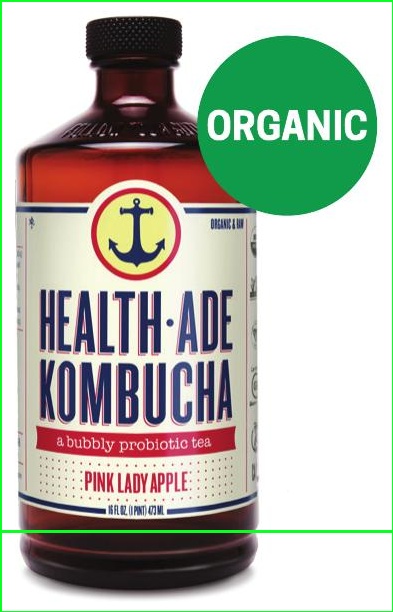 ORGANIC
ORGANIC & RAW
HEALTH·ADE
KOMBUCHA
a bubbly probiotic tea
PINK LADY APPLE
16 FL OZ, (1 PINT) 473 ML